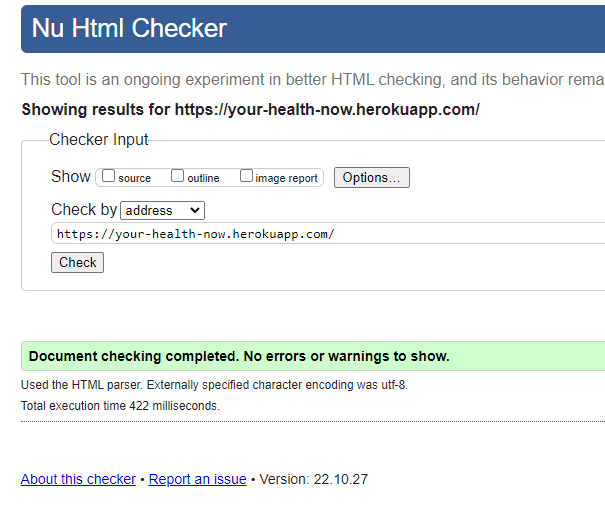 Nu Html Checker
This tool is an ongoing experiment in better HTML checking, and its behavior rema
Showing results for https://your-health-now.herokuapp.com/
Checker Input
Show source outline image report Options...
Check by address
https://your-health-now.herokuapp.com/
Check
Document checking completed. No errors or warnings to show.
Used the HTML parser. Externally specified character encoding was utf-8.
Total execution time 422 milliseconds.
About this checker • Report an issue • Version: 22.10.27